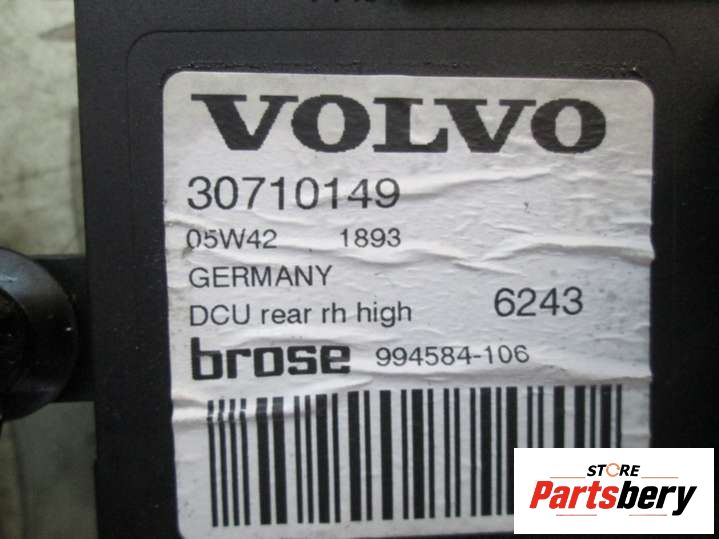 VOLVO
30710149
05W42 1893
GERMANY
DCU rear rh high 6243
brose 994584-106
STORE
Partsbery